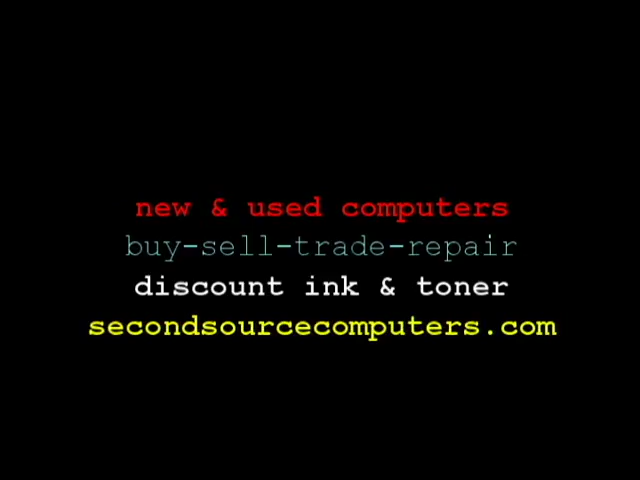 new & used computers
buy-sell-trade-repair
discount ink & toner
secondsourcecomputers.com